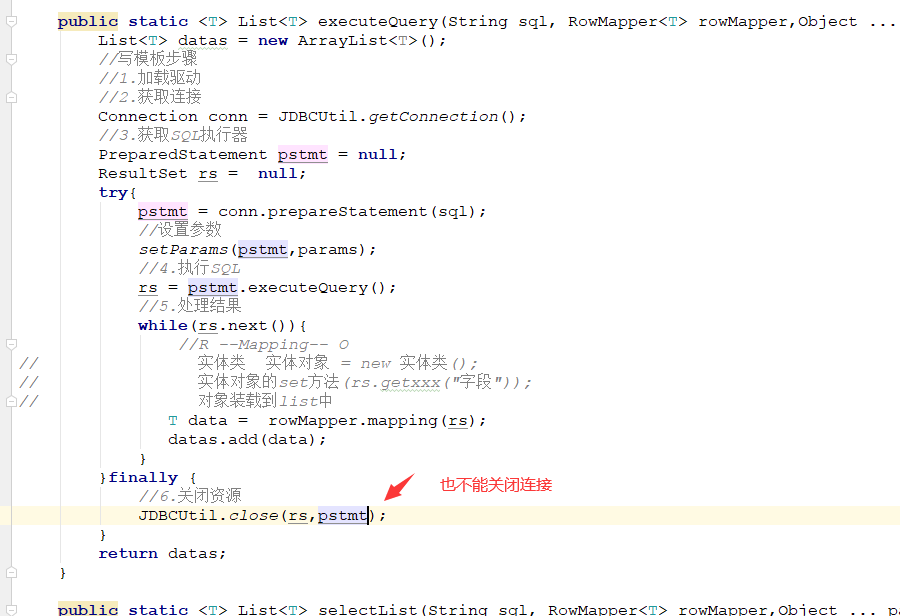 public static <T> List<T> executeQuery(String sql, RowMapper<T> rowMapper,Object ...
List<T> datas = new ArrayList<T>();
//写模板步骤
//1.加载驱动
//2.获取连接
Connection conn = JDBCUtil.getConnection();
//3.获取SQL执行器
PreparedStatement pstmt = null;
ResultSet rs =  null;
try{
pstmt = conn.prepareStatement(sql);
//设置参数
setParams(pstmt,params);
//4.执行SQL
rs = pstmt.executeQuery();
//5.处理结果
while(rs.next()){
//R --Mapping-- O
// 实体类  实体对象 = new 实体类();
// 实体对象的set方法(rs.getxxx("字段"));
// 对象装载到list中
T data =  rowMapper.mapping(rs);
datas.add(data);
}
}finally {
//6.关闭资源
也不能关闭连接
JDBCUtil.close(rs,pstmt);
}
return datas;
}
public static <T> List<T> selectList(String sql, RowMapper<T> rowMapper,Object ... pa